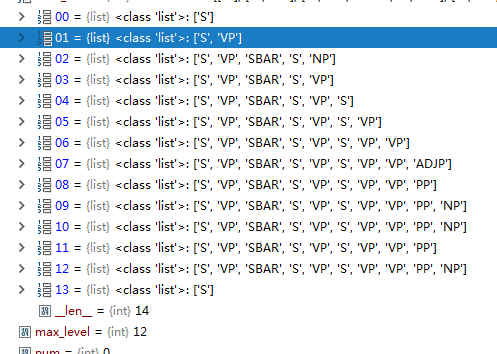 00 = {list} <class 'list'>: ['S']
01 = {list} <class 'list'>: ['S', 'VP']
02 = {list} <class 'list'>: ['S', 'VP', 'SBAR', 'S', 'NP']
03 = {list} <class 'list'>: ['S', 'VP', 'SBAR', 'S', 'VP']
04 = {list} <class 'list'>: ['S', 'VP', 'SBAR', 'S', 'VP', 'S']
05 = {list} <class 'list'>: ['S', 'VP', 'SBAR', 'S', 'VP', 'S', 'VP']
06 = {list} <class 'list'>: ['S', 'VP', 'SBAR', 'S', 'VP', 'S', 'VP', 'VP']
07 = {list} <class 'list'>: ['S', 'VP', 'SBAR', 'S', 'VP', 'S', 'VP', 'VP', 'ADJP']
08 = {list} <class 'list'>: ['S', 'VP', 'SBAR', 'S', 'VP', 'S', 'VP', 'VP', 'PP']
09 = {list} <class 'list'>: ['S', 'VP', 'SBAR', 'S', 'VP', 'S', 'VP', 'VP', 'PP', 'NP']
10 = {list} <class 'list'>: ['S', 'VP', 'SBAR', 'S', 'VP', 'S', 'VP', 'VP', 'PP', 'NP']
11 = {list} <class 'list'>: ['S', 'VP', 'SBAR', 'S', 'VP', 'S', 'VP', 'VP', 'PP']
12 = {list} <class 'list'>: ['S', 'VP', 'SBAR', 'S', 'VP', 'S', 'VP', 'VP', 'PP', 'NP']
13 = {list} <class 'list'>: ['S']
__len__ = {int} 14
max_level = {int} 12
num = {int} 0